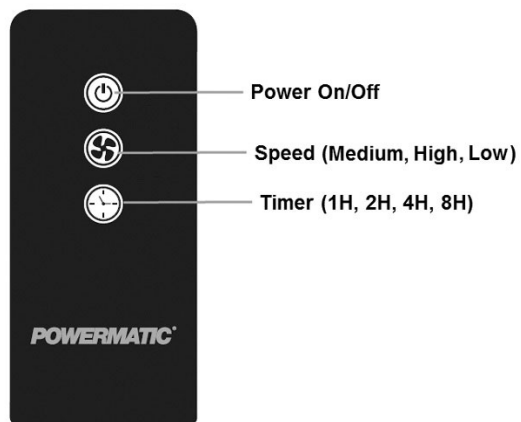 Power On/Off
Speed (Medium, High, Low)
Timer (1H, 2H, 4H, 8H)
POWERMATIC®